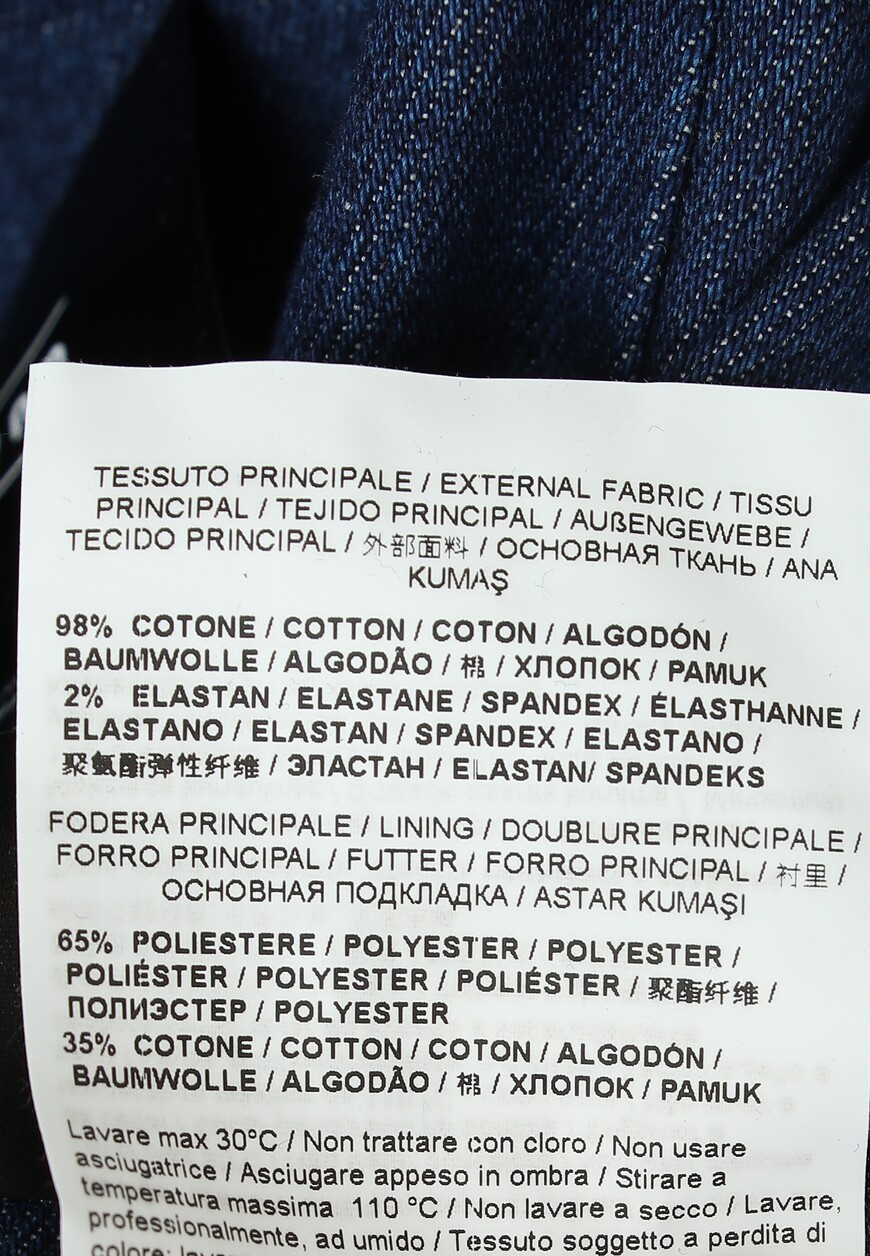 TESSUTO PRINCIPALE / EXTERNAL FABRIC / TISSU
PRINCIPAL / TEJIDO PRINCIPAL / AUßENGEWEBE /
TECIDO PRINCIPAL / 外部面料 / ОСНОВНАЯ ТКАНЬ / ANA
KUMAŞ
98% COTONE / COTTON / COTON / ALGODÓN /
BAUMWOLLE / ALGODÃO / 棉 / ХЛОПОК / PAMUK
2% ELASTAN / ELASTANE / SPANDEX / ÉLASTHANNE /
ELASTANO / ELASTAN / SPANDEX / ELASTANO /
聚氨酯弹性纤维 / ЭЛАСТАН / ELASTAN/ SPANDEKS
FODERA PRINCIPALE / LINING / DOUBLURE PRINCIPALE /
FORRO PRINCIPAL / FUTTER / FORRO PRINCIPAL / 衬里 /
ОСНОВНАЯ ПОДКЛАДКА / ASTAR KUMAŞI
65% POLIESTERE / POLYESTER / POLYESTER /
POLIÉSTER / POLYESTER / POLIÉSTER / 聚酯纤维 /
ПОЛИЭСТЕР / POLYESTER
35% COTONE / COTTON / COTON / ALGODÓN /
BAUMWOLLE / ALGODÃO / 棉 / ХЛОПОК / PAMUK
Lavare max 30°C / Non trattare con cloro / Non usare
asciugatrice / Asciugare appeso in ombra / Stirare a
temperatura massima 110 °C / Non lavare a secco / Lavare,
professionalmente, ad umido / Tessuto soggetto a perdita di
colore: